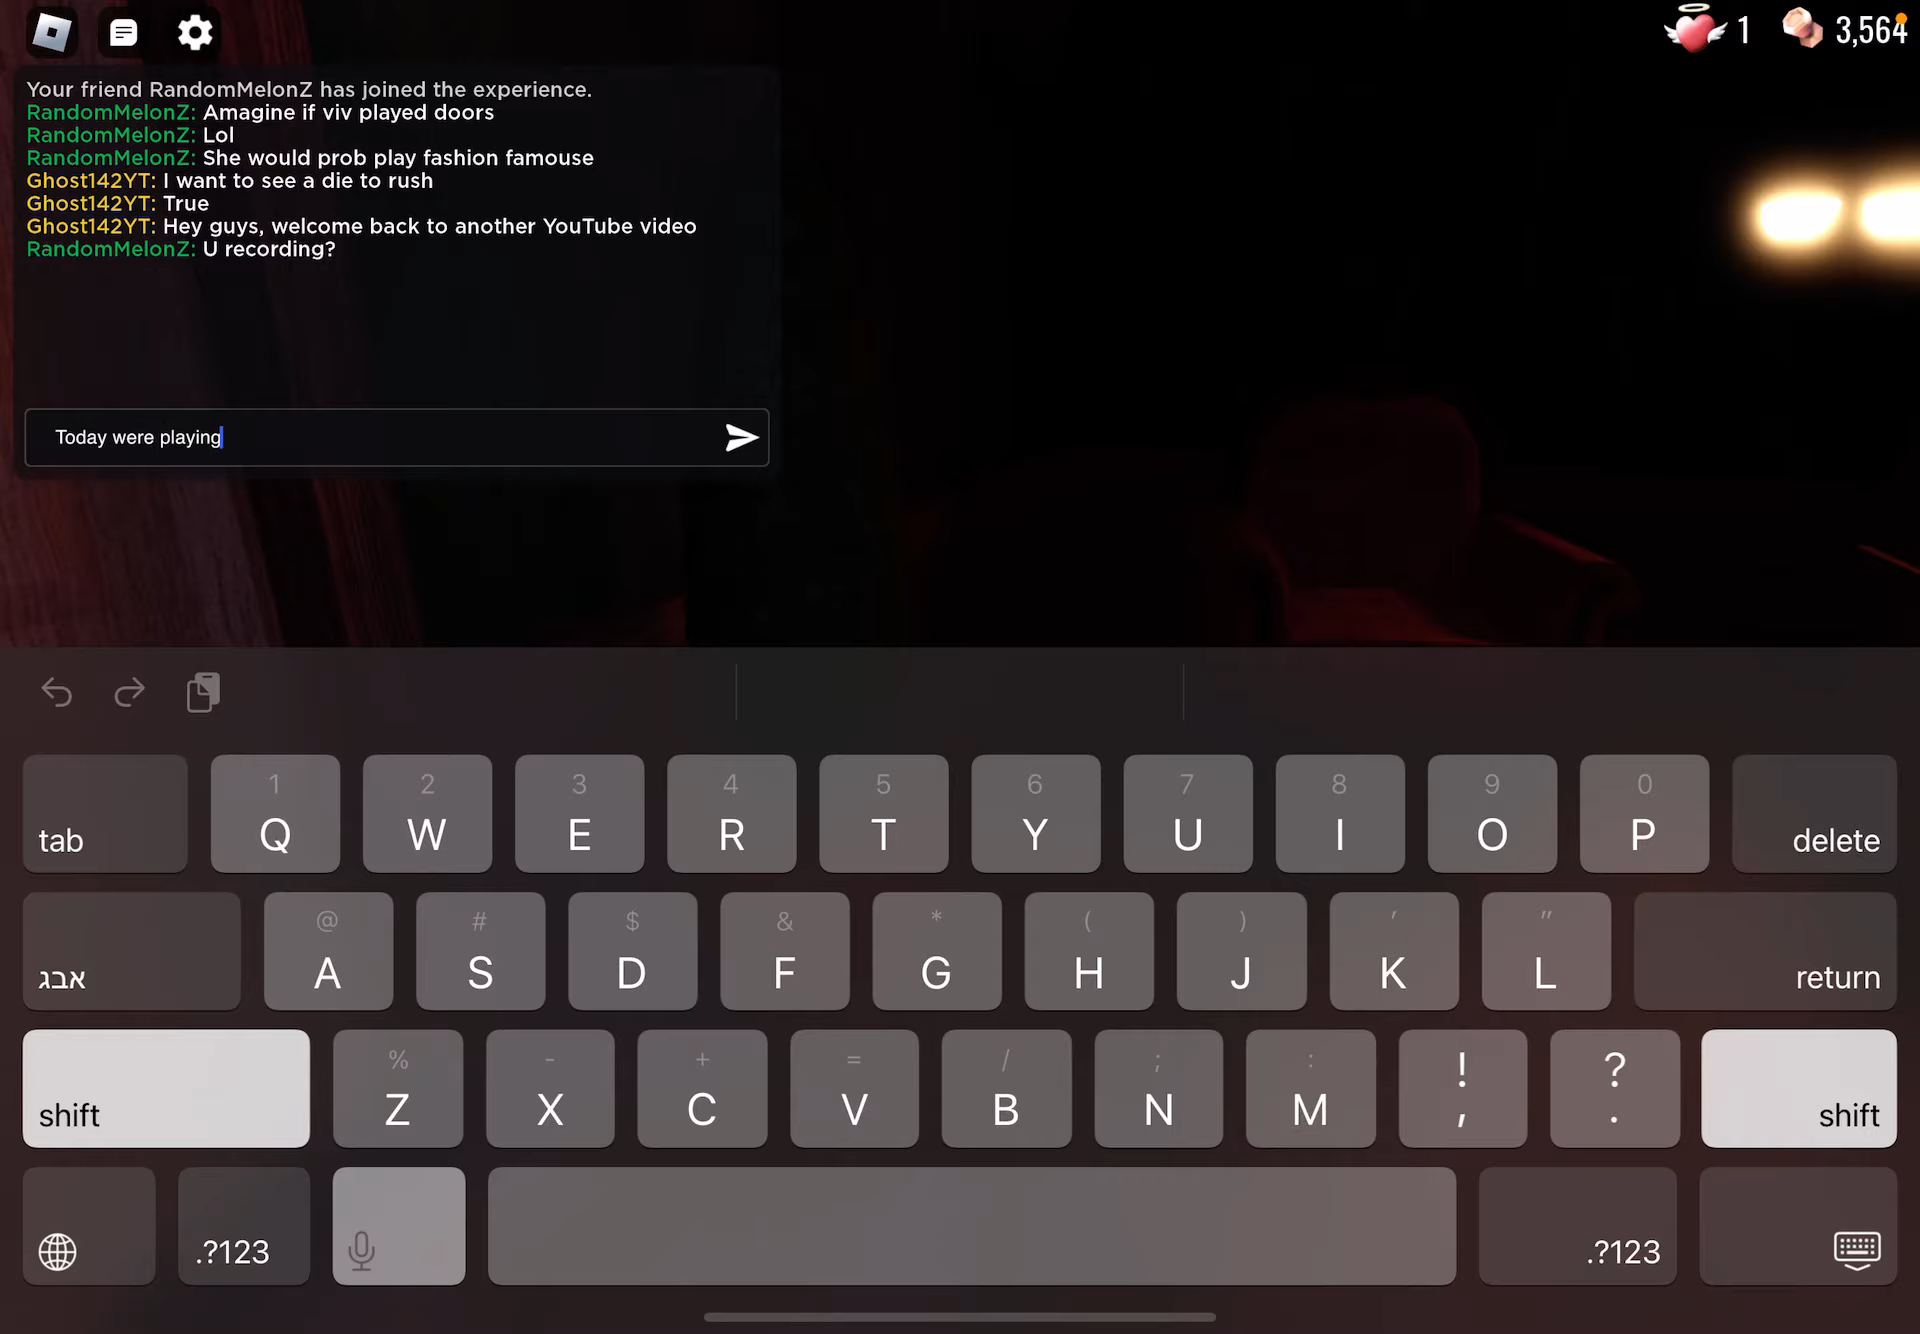 1 3,564
Your friend RandomMelonZ has joined the experience.
RandomMelonZ: Amagine if viv played doors
RandomMelonZ: Lol
RandomMelonZ: She would prob play fashion famouse
Ghost142YT: I want to see a die to rush
Ghost142YT: True
Ghost142YT: Hey guys, welcome back to another YouTube video
RandomMelonZ: U recording?
Today were playing
1 2 3 4 5 6 7 8 9 0
tab Q W E R T Y U I O P delete
@ # $ & * ( ) ' "
אבג A S D F G H J K L return
% - + = / ; : ! ?
shift Z X C V B N M , . shift
.?123 .?123